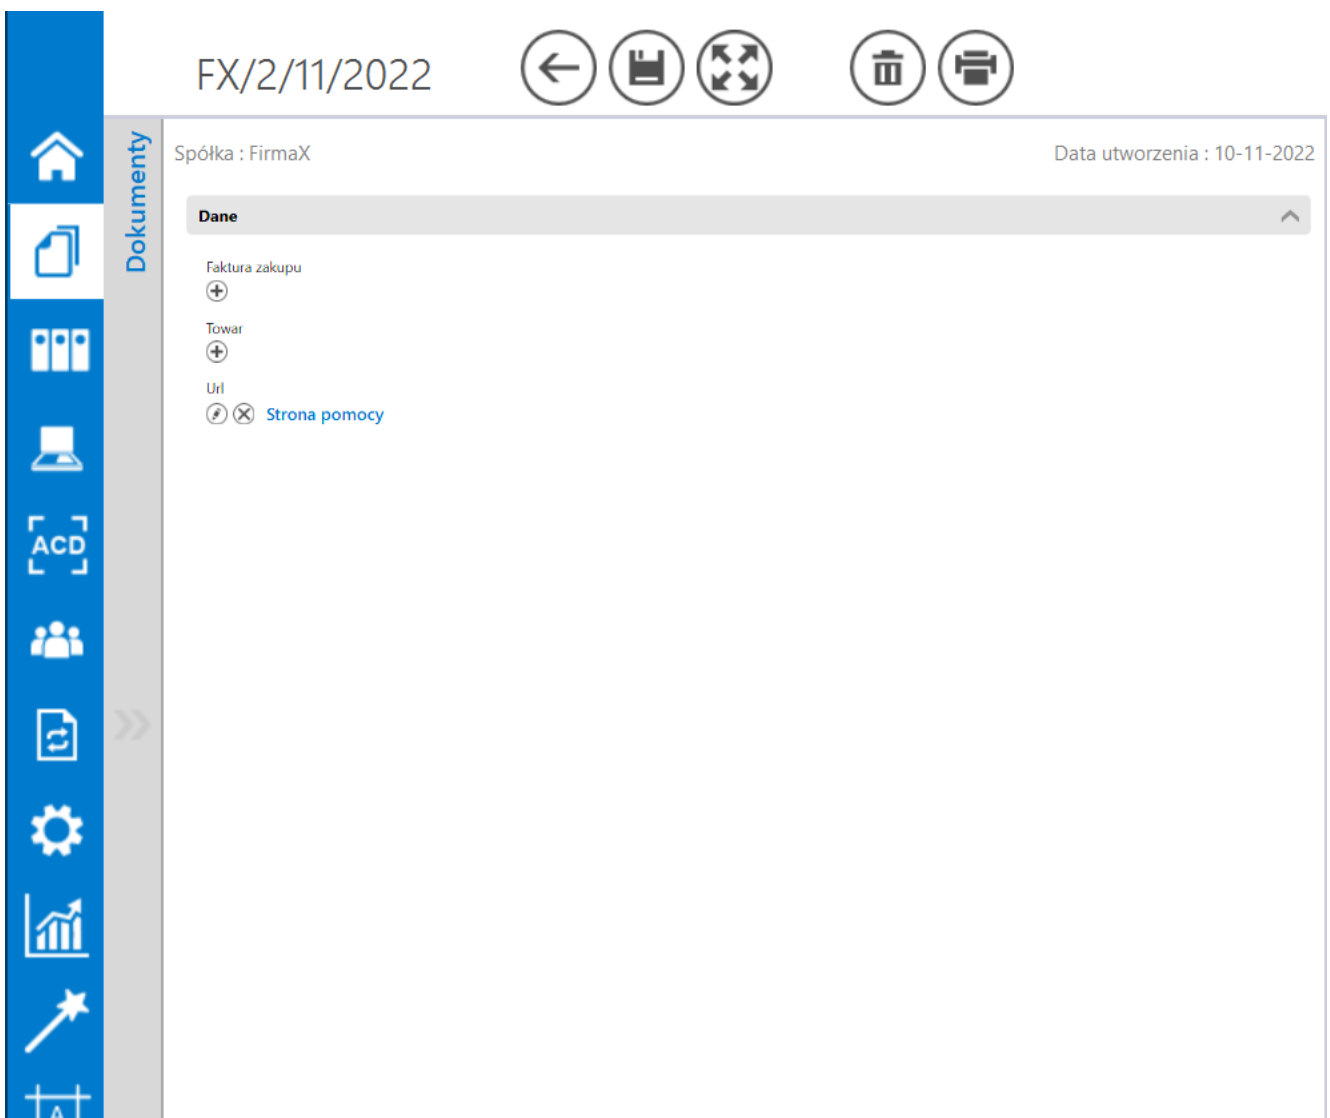 FX/2/11/2022
Dokumenty
Spółka : FirmaX
Data utworzenia : 10-11-2022
Dane
Faktura zakupu
Towar
Url
Strona pomocy
ACD
A